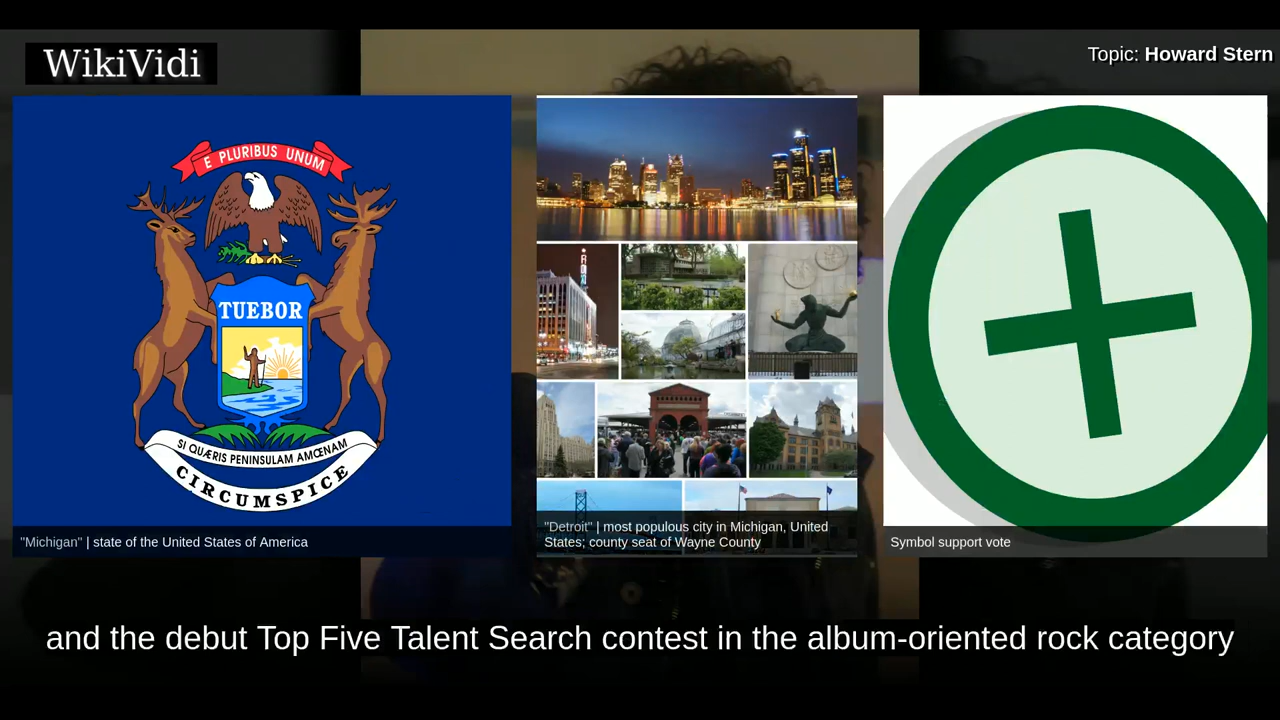 WikiVidi
Topic: Howard Stern
E PLURIBUS UNUM
TUEBOR
SI QUÆRIS PENINSULAM AMŒNAM
CIRCUMSPICE
"Michigan" | state of the United States of America
"Detroit" | most populous city in Michigan, United
States; county seat of Wayne County
Symbol support vote
and the debut Top Five Talent Search contest in the album-oriented rock category